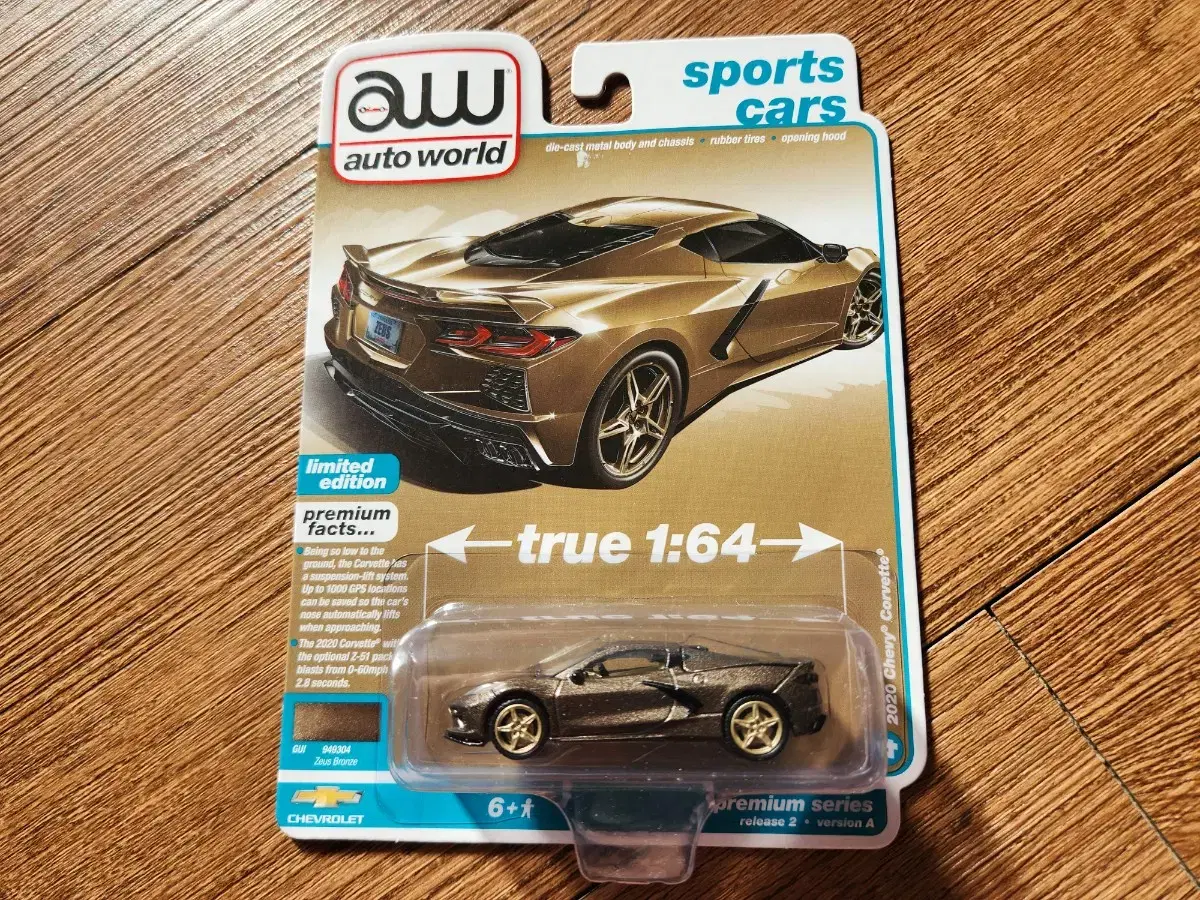 aw
auto world
sports
cars
die-cast metal body and chassis • rubber tires • opening hood
ZEUS
limited
edition
premium
facts...
• Being so low to the
ground, the Corvette has
a suspension-lift system.
Up to 1000 GPS locations
can be saved so the car's
nose automatically lifts
when approaching.
• The 2020 Corvette® with
the optional Z-51 pack
blasts from 0-60mph
2.8 seconds.
true 1:64
2020 Chevy® Corvette®
GUI 949304
Zeus Bronze
CHEVROLET
6+
premium series
release 2 • version A